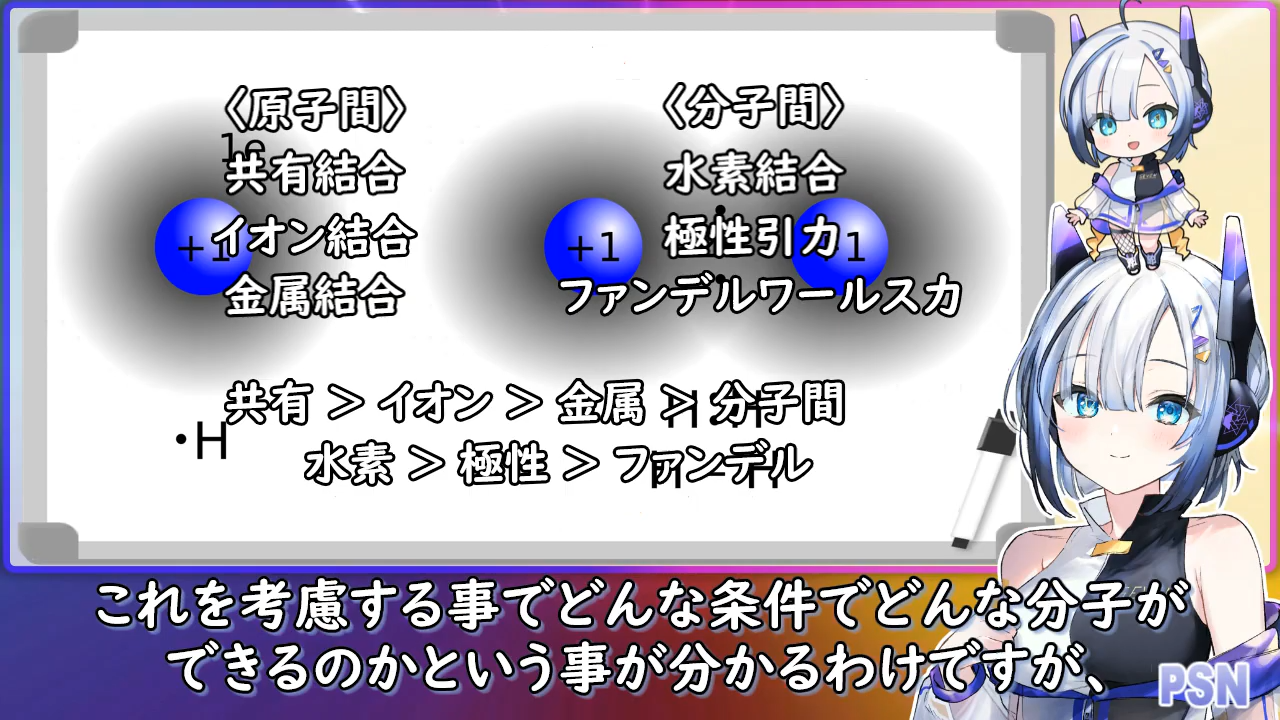 〈原子間〉
共有結合
イオン結合
金属結合
〈分子間〉
水素結合
極性引力
ファンデルワールス力
+1
+1
+1
共有 > イオン > 金属 > 分子間
水素 > 極性 > ファンデル
・H
これを考慮する事でどんな条件でどんな分子が
できるのかという事が分かるわけですが、
PSN